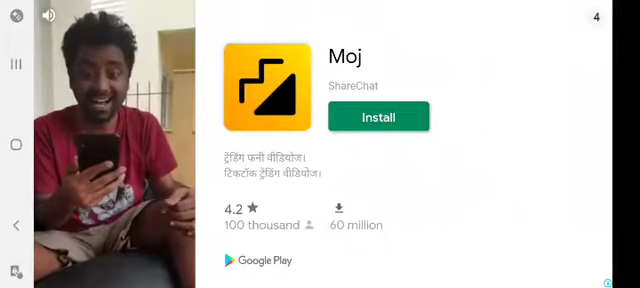 4
Moj
ShareChat
Install
ट्रेंडिंग फनी वीडियोज।
टिकटॉक ट्रेंडिंग वीडियोज।
4.2
100 thousand
60 million
Google Play